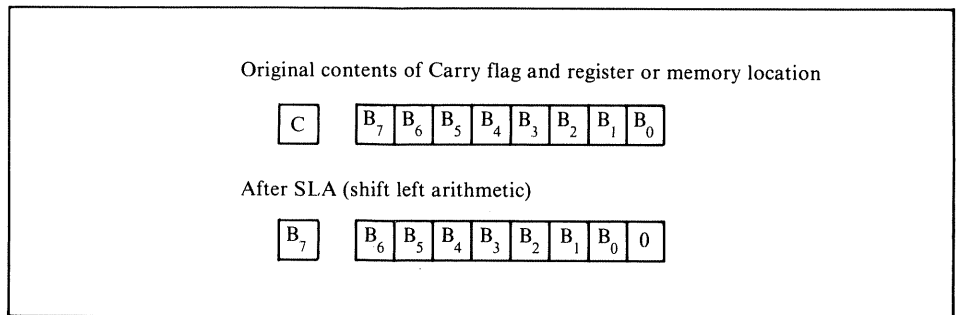 Original contents of Carry flag and register or memory location
C B₇ B₆ B₅ B₄ B₃ B₂ B₁ B₀
After SLA (shift left arithmetic)
B₇ B₆ B₅ B₄ B₃ B₂ B₁ B₀ 0